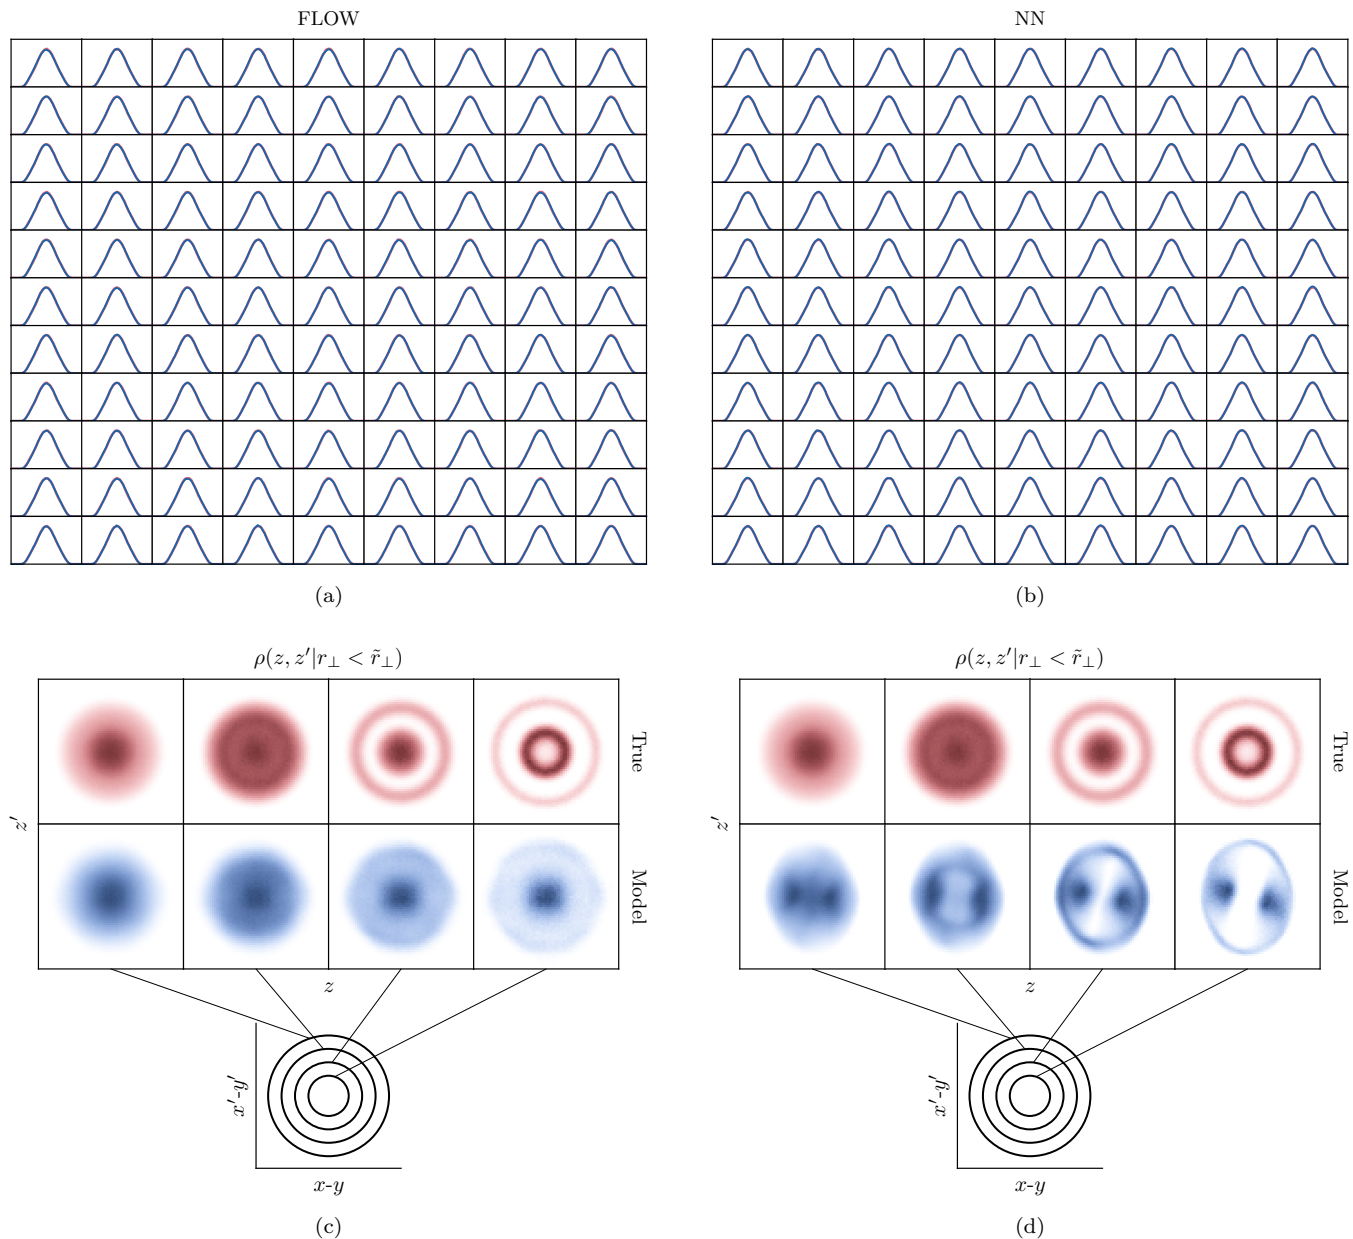 FLOW
NN
(a)
(b)
ρ(z, z′|r⊥ < r̃⊥)
ρ(z, z′|r⊥ < r̃⊥)
True
True
z′
z′
Model
Model
z
z
x′-y′
x′-y′
x-y
x-y
(c)
(d)